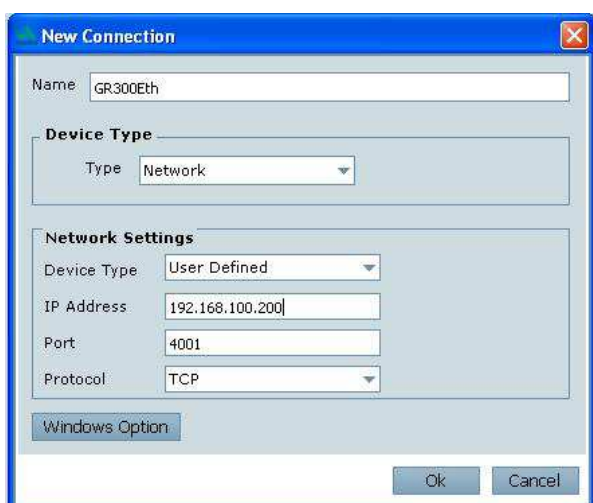 New Connection
Name GR300Eth
Device Type
Type Network
Network Settings
Device Type User Defined
IP Address 192.168.100.200
Port 4001
Protocol TCP
Windows Option
Ok Cancel